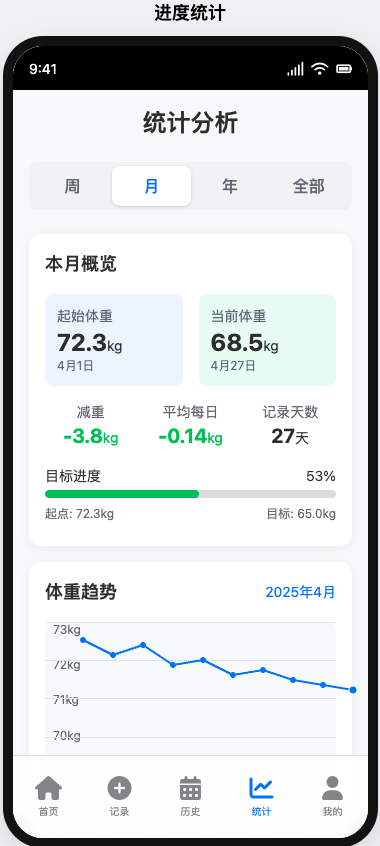 进度统计
9:41
统计分析
周 月 年 全部
本月概览
起始体重 当前体重
72.3kg 68.5kg
4月1日 4月27日
减重 平均每日 记录天数
-3.8kg -0.14kg 27天
目标进度 53%
起点: 72.3kg 目标: 65.0kg
体重趋势 2025年4月
73kg
72kg
71kg
70kg
首页 记录 历史 统计 我的